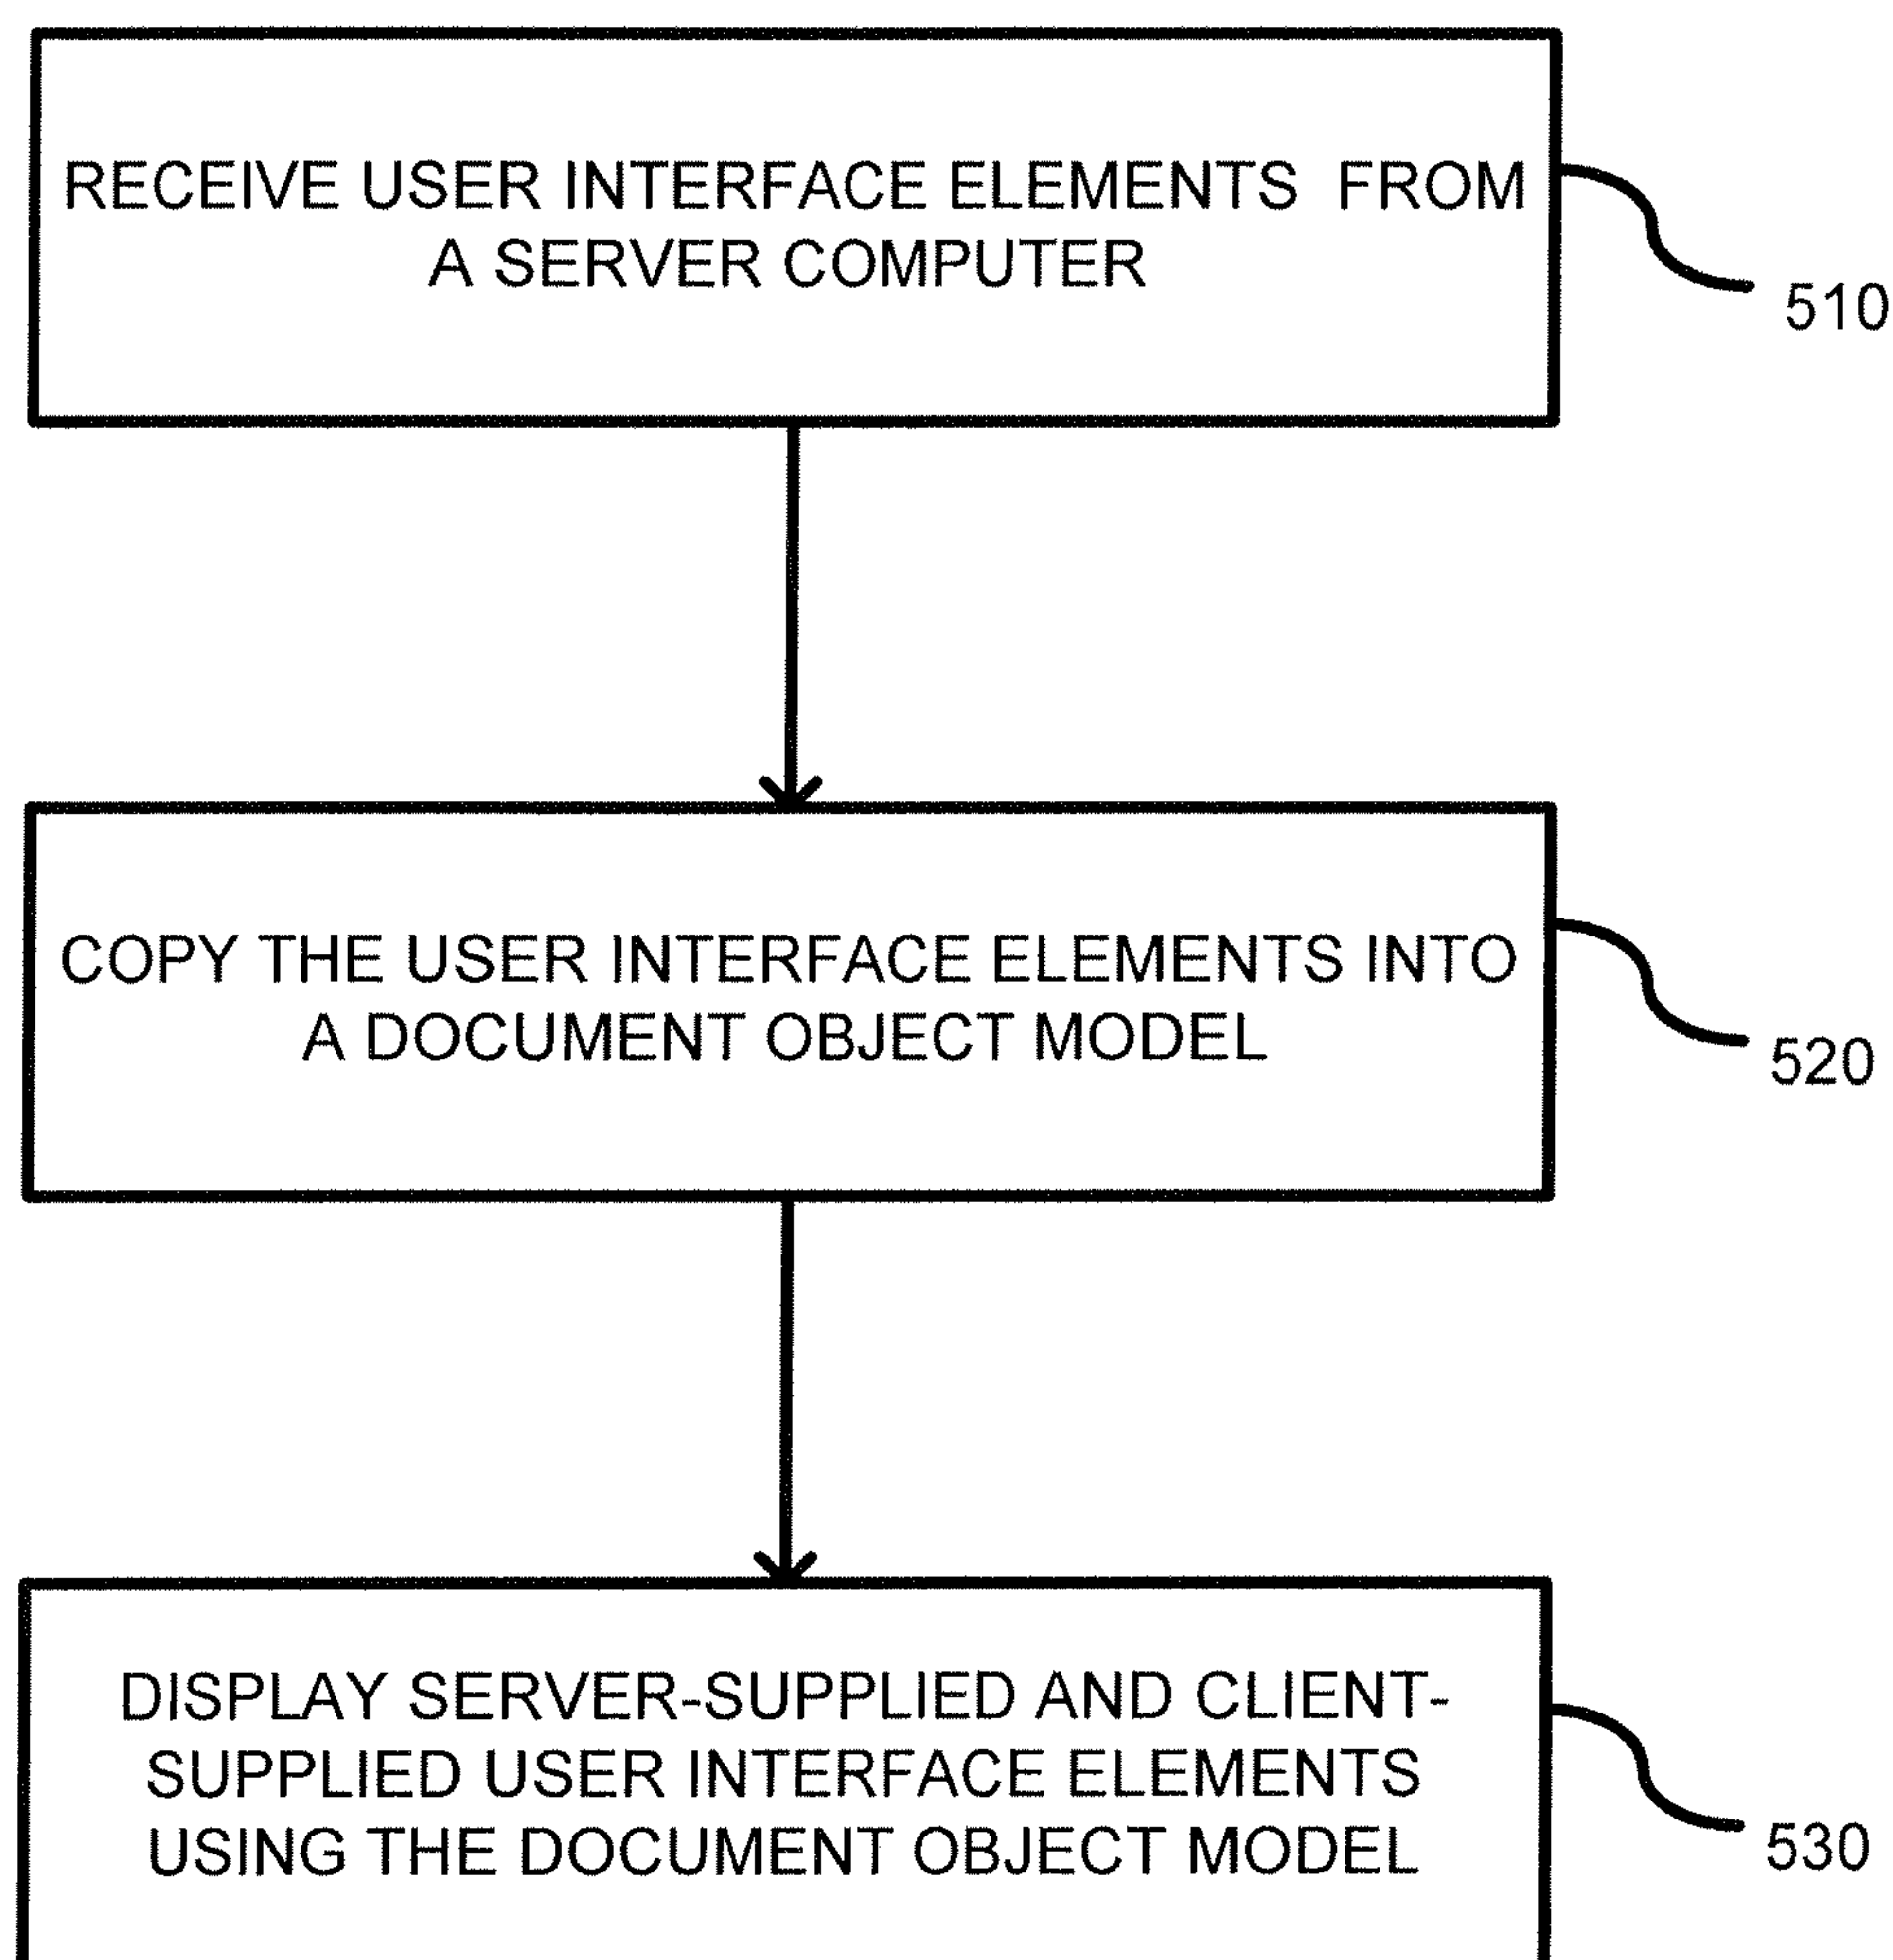 RECEIVE USER INTERFACE ELEMENTS FROM
A SERVER COMPUTER
510
COPY THE USER INTERFACE ELEMENTS INTO
A DOCUMENT OBJECT MODEL
520
DISPLAY SERVER-SUPPLIED AND CLIENT-
SUPPLIED USER INTERFACE ELEMENTS
USING THE DOCUMENT OBJECT MODEL
530